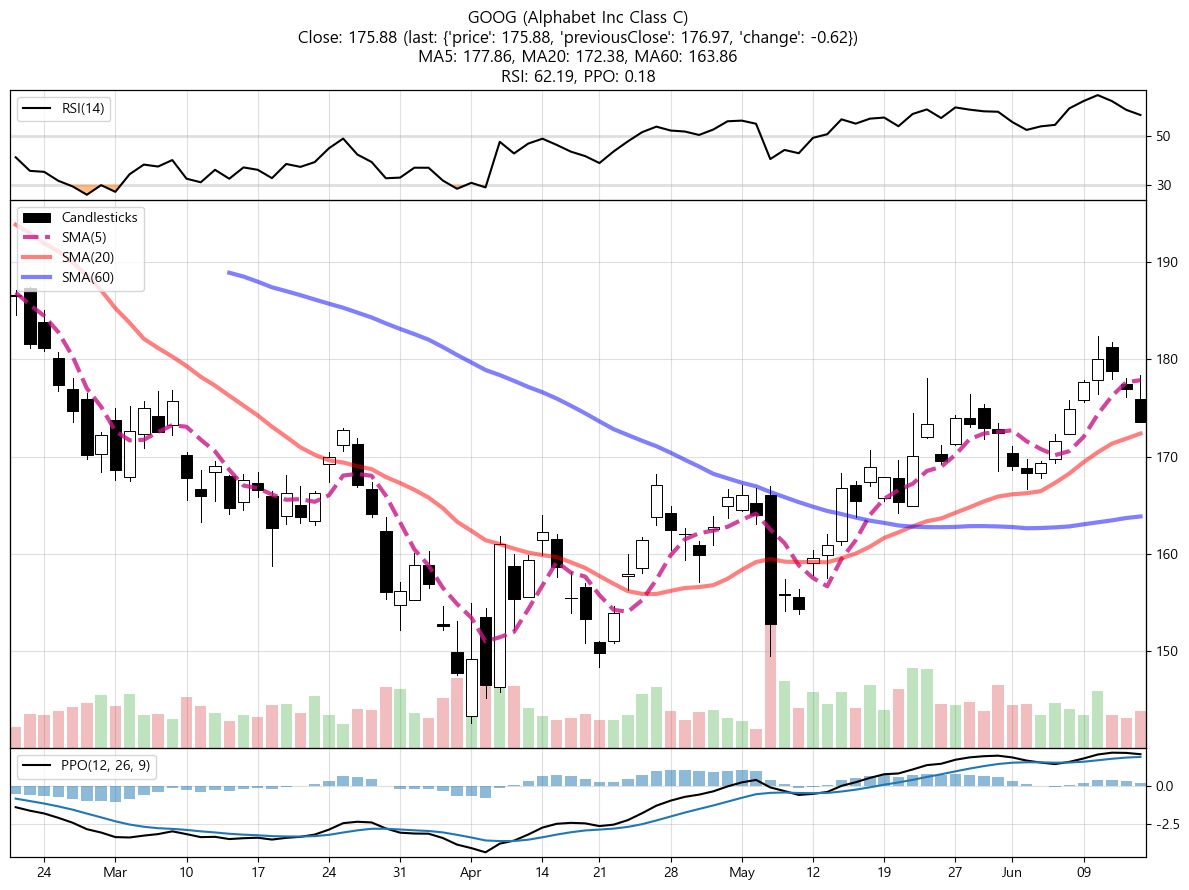 GOOG (Alphabet Inc Class C)
Close: 175.88 (last: {'price': 175.88, 'previousClose': 176.97, 'change': -0.62})
MA5: 177.86, MA20: 172.38, MA60: 163.86
RSI: 62.19, PPO: 0.18
RSI(14)
50
30
Candlesticks
SMA(5)
SMA(20)
SMA(60)
190
180
170
160
150
PPO(12, 26, 9)
0.0
−2.5
24 Mar 10 17 24 31 Apr 14 21 28 May 12 19 27 Jun 09